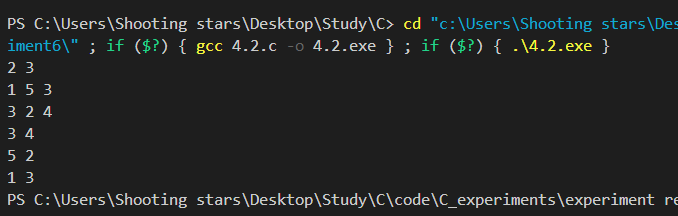 PS C:\Users\Shooting stars\Desktop\Study\C> cd "c:\Users\Shooting stars\Des
iment6\" ; if ($?) { gcc 4.2.c -o 4.2.exe } ; if ($?) { .\4.2.exe }
2 3
1 5 3
3 2 4
3 4
5 2
1 3
PS C:\Users\Shooting stars\Desktop\Study\C\code\C_experiments\experiment re